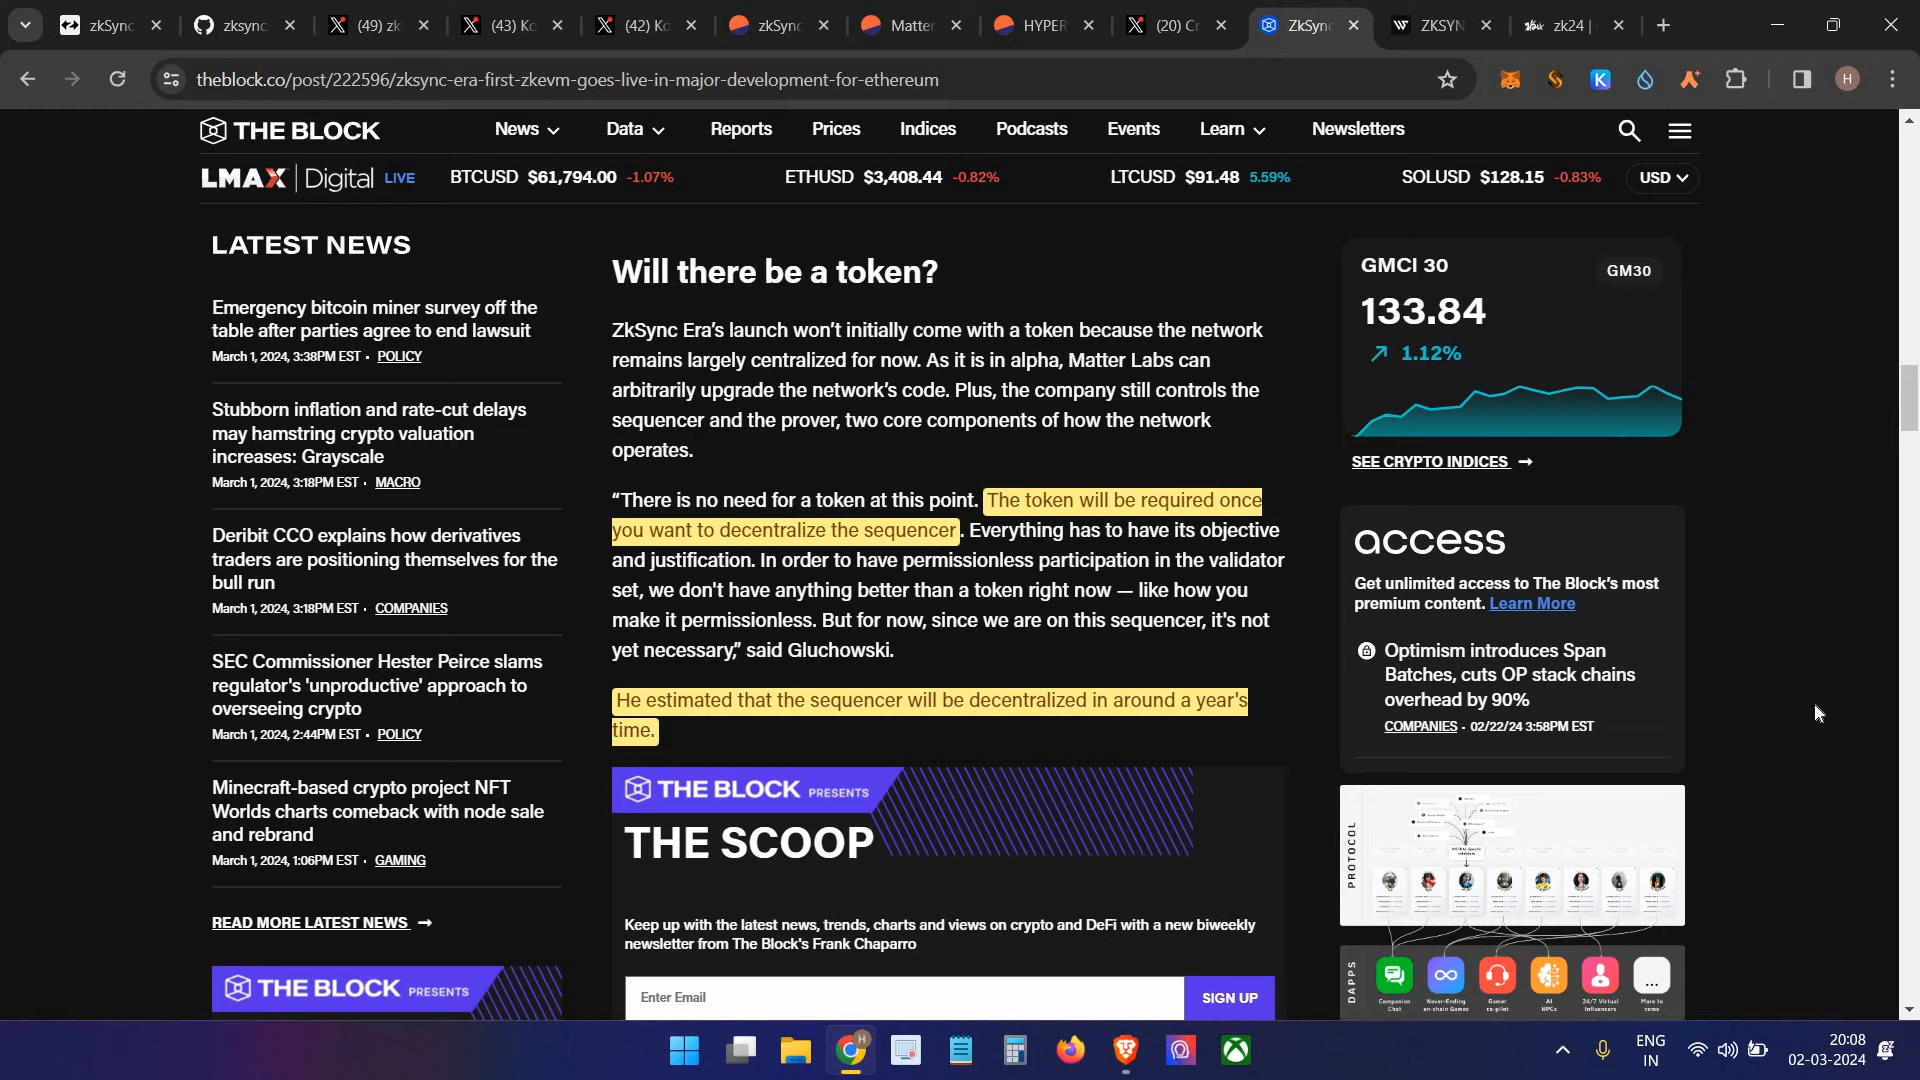 zkSync
zksync
(49) zk
(43) Ko
(42) Ko
zkSync
Matter
HYPER
(20) Cr
ZkSync
ZKSYN
zk24 |
theblock.co/post/222596/zksync-era-first-zkevm-goes-live-in-major-development-for-ethereum
H
THE BLOCK
News
Data
Reports
Prices
Indices
Podcasts
Events
Learn
Newsletters
LMAX Digital LIVE
BTCUSD $61,794.00 -1.07%
ETHUSD $3,408.44 -0.82%
LTCUSD $91.48 5.59%
SOLUSD $128.15 -0.83%
USD
LATEST NEWS
Emergency bitcoin miner survey off the
table after parties agree to end lawsuit
March 1, 2024, 3:38PM EST • POLICY
Stubborn inflation and rate-cut delays
may hamstring crypto valuation
increases: Grayscale
March 1, 2024, 3:18PM EST • MACRO
Deribit CCO explains how derivatives
traders are positioning themselves for the
bull run
March 1, 2024, 3:18PM EST • COMPANIES
SEC Commissioner Hester Peirce slams
regulator's 'unproductive' approach to
overseeing crypto
March 1, 2024, 2:44PM EST • POLICY
Minecraft-based crypto project NFT
Worlds charts comeback with node sale
and rebrand
March 1, 2024, 1:06PM EST • GAMING
READ MORE LATEST NEWS →
THE BLOCK PRESENTS
Will there be a token?
ZkSync Era’s launch won’t initially come with a token because the network
remains largely centralized for now. As it is in alpha, Matter Labs can
arbitrarily upgrade the network’s code. Plus, the company still controls the
sequencer and the prover, two core components of how the network
operates.
“There is no need for a token at this point. The token will be required once
you want to decentralize the sequencer. Everything has to have its objective
and justification. In order to have permissionless participation in the validator
set, we don't have anything better than a token right now — like how you
make it permissionless. But for now, since we are on this sequencer, it's not
yet necessary,” said Gluchowski.
He estimated that the sequencer will be decentralized in around a year's
time.
THE BLOCK PRESENTS
THE SCOOP
Keep up with the latest news, trends, charts and views on crypto and DeFi with a new biweekly
newsletter from The Block's Frank Chaparro
Enter Email
SIGN UP
GMCI 30
GM30
133.84
1.12%
SEE CRYPTO INDICES →
access
Get unlimited access to The Block’s most
premium content. Learn More
Optimism introduces Span
Batches, cuts OP stack chains
overhead by 90%
COMPANIES • 02/22/24 3:58PM EST
PROTOCOL
DAPPS
Companion
Chat
Never-Ending
on-chain Games
Gamer
co-pilot
AI
NPCs
24/7 Virtual
Influencers
More to
come
H
ENG
IN
20:08
02-03-2024